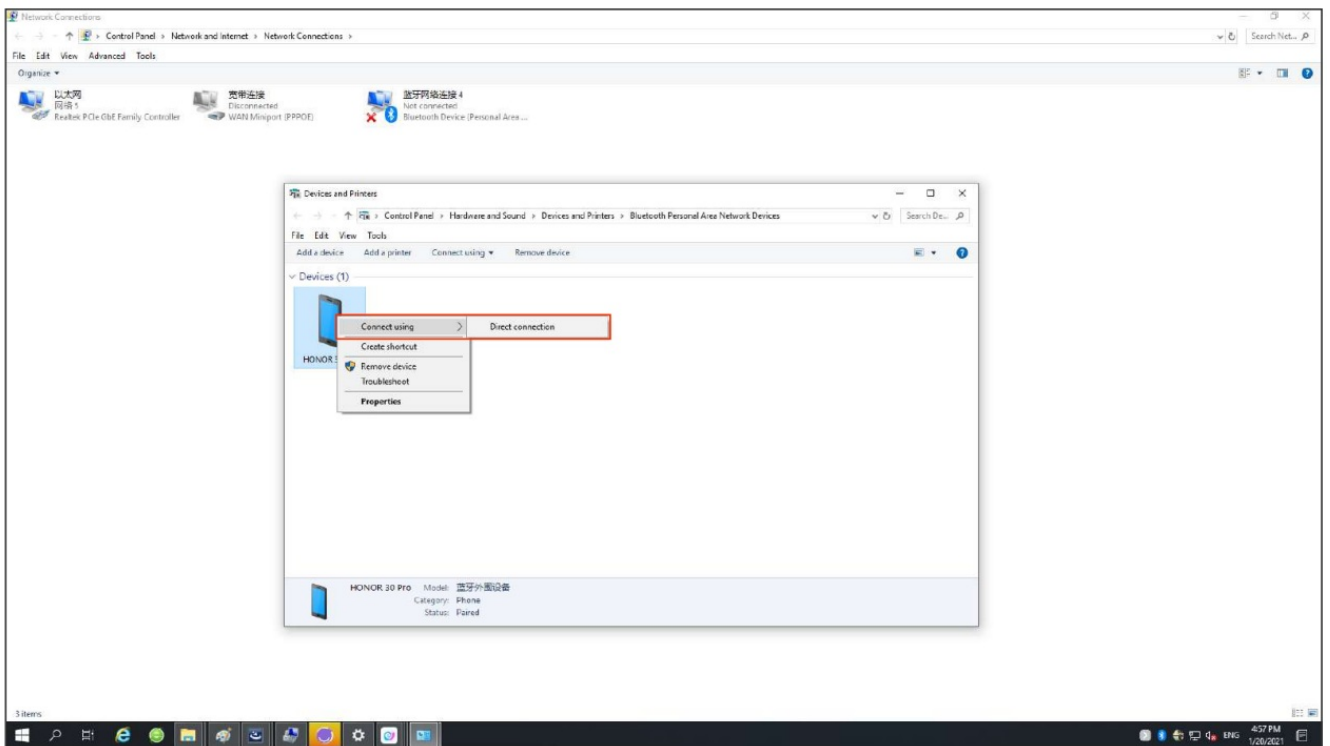 Network Connections
Control Panel > Network and Internet > Network Connections >
Search Net...
File Edit View Advanced Tools
Organize
以太网
网络 5
Realtek PCIe GbE Family Controller
宽带连接
Disconnected
WAN Miniport (PPPOE)
蓝牙网络连接 4
Not connected
Bluetooth Device (Personal Area ...
Devices and Printers
Control Panel > Hardware and Sound > Devices and Printers > Bluetooth Personal Area Network Devices
Search De...
File Edit View Tools
Add a device Add a printer Connect using Remove device
Devices (1)
Connect using > Direct connection
Create shortcut
HONOR
Remove device
Troubleshoot
Properties
HONOR 30 Pro Model: 蓝牙外围设备
Category: Phone
Status: Paired
3 items
ENG
4:57 PM
1/20/2021